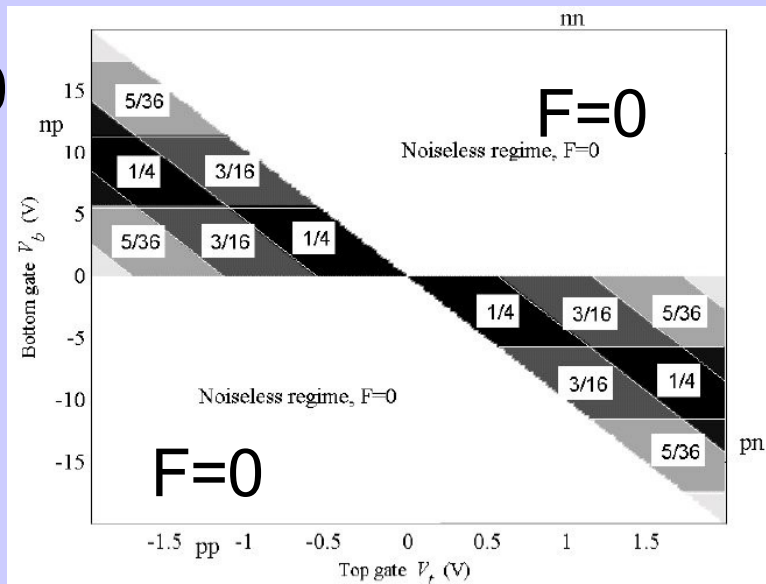 nn
15
5/36
np
F=0
Noiseless regime, F=0
10
1/4
3/16
5
5/36
3/16
1/4
0
Bottom gate V_b (V)
-5
1/4
3/16
5/36
-10
3/16
1/4
Noiseless regime, F=0
-15
5/36
pn
F=0
-1.5 pp -1 -0.5 0 0.5 1 1.5
Top gate V_t (V)